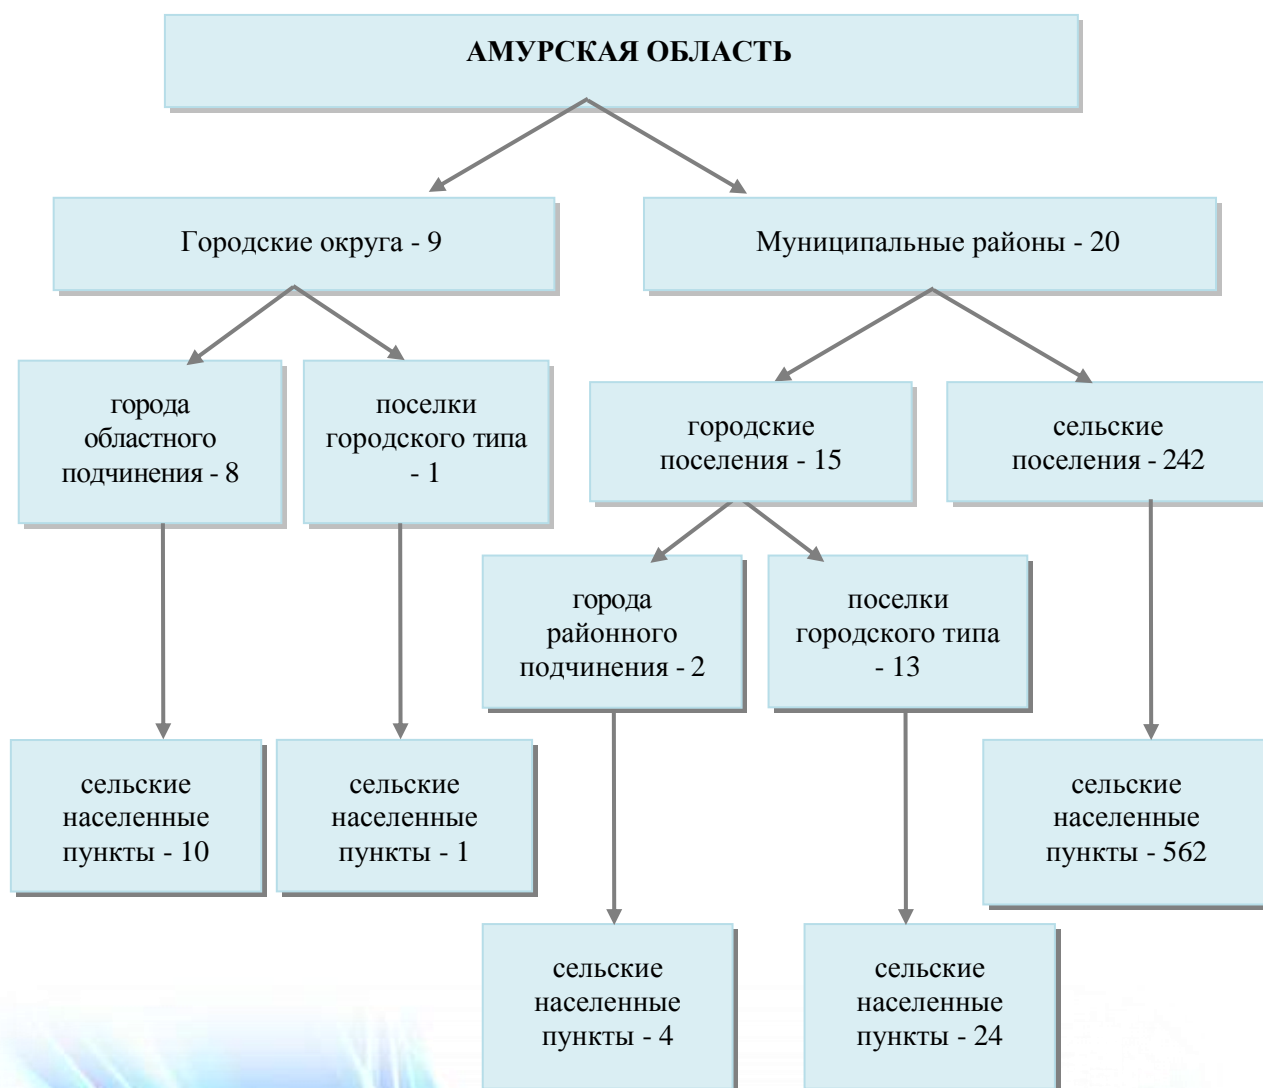 АМУРСКАЯ ОБЛАСТЬ
Городские округа - 9
Муниципальные районы - 20
города
областного
подчинения - 8
поселки
городского типа
- 1
городские
поселения - 15
сельские
поселения - 242
города
районного
подчинения - 2
поселки
городского типа
- 13
сельские
населенные
пункты - 10
сельские
населенные
пункты - 1
сельские
населенные
пункты - 562
сельские
населенные
пункты - 4
сельские
населенные
пункты - 24